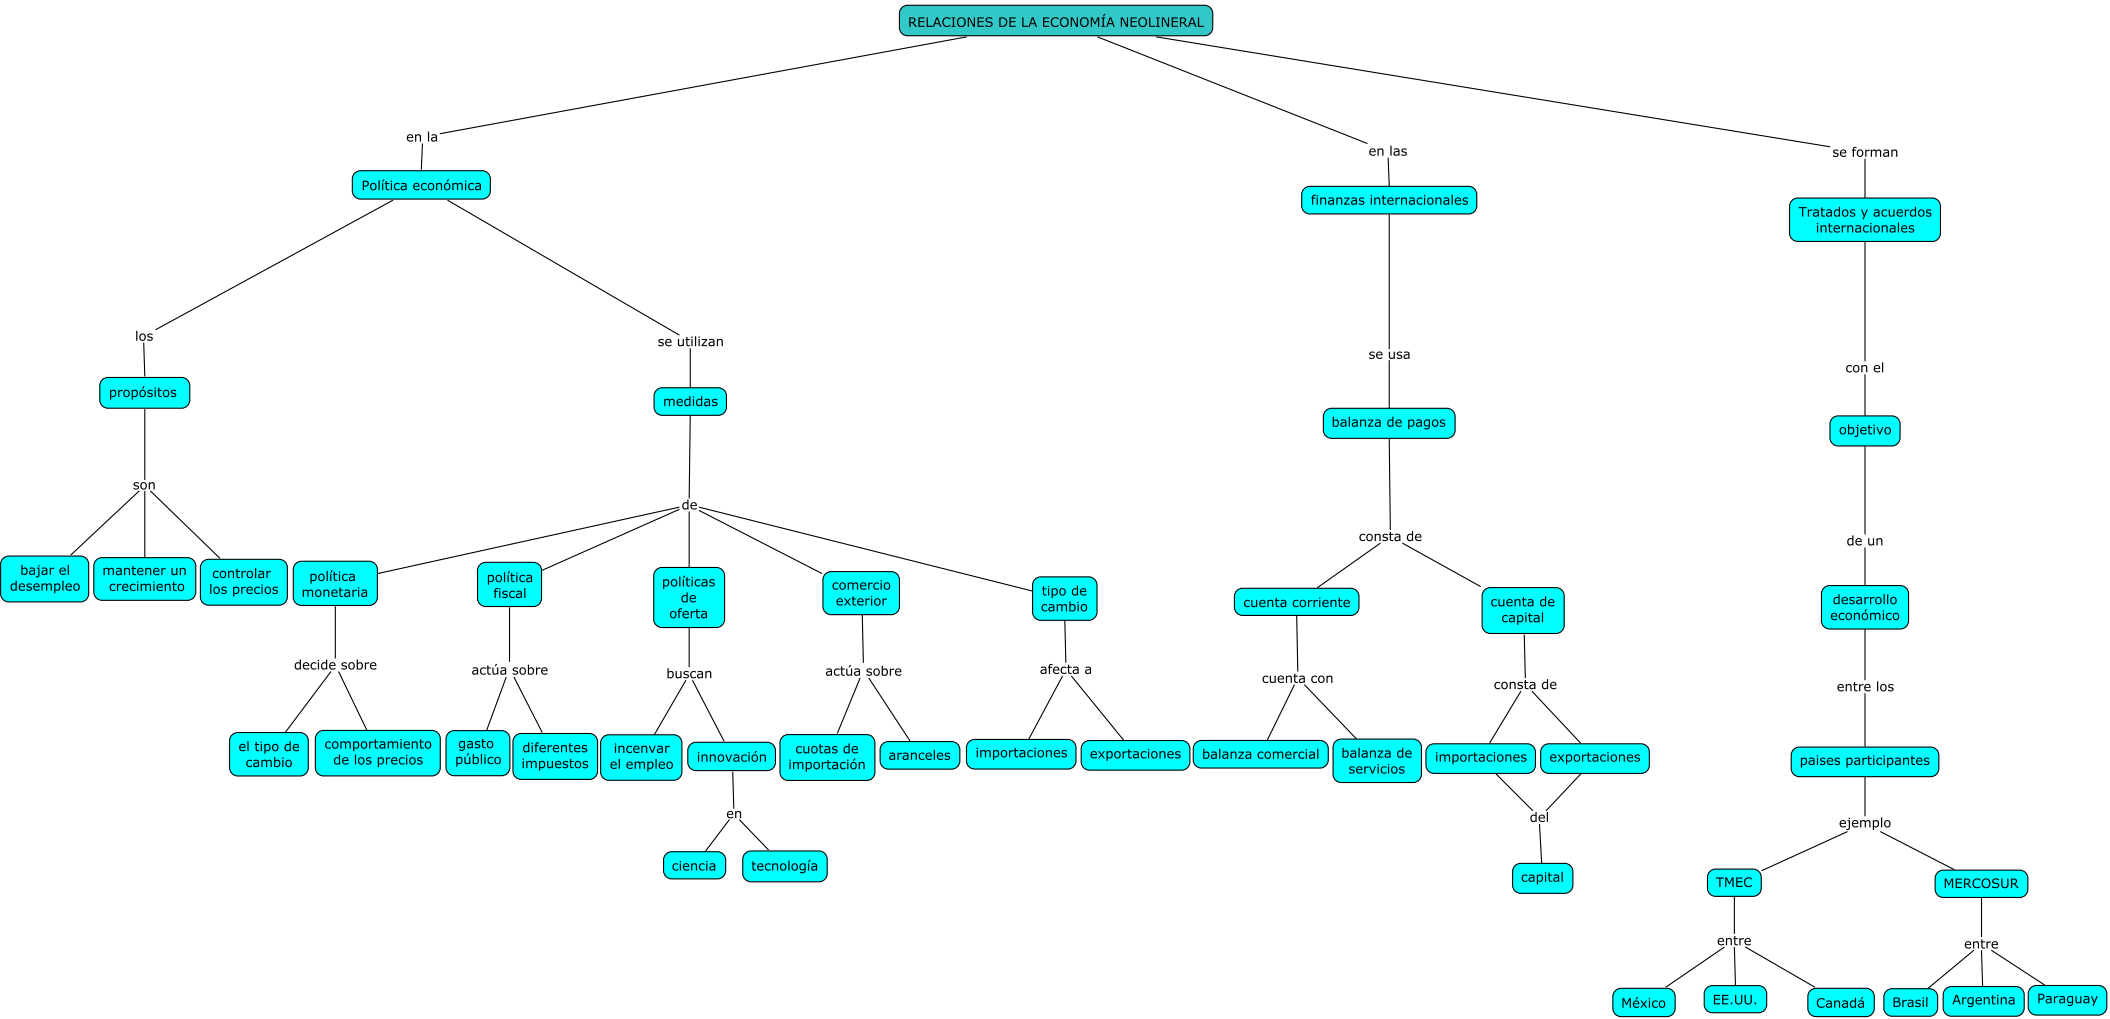 RELACIONES DE LA ECONOMÍA NEOLINERAL
en la
en las
se forman
Política económica
finanzas internacionales
Tratados y acuerdos
internacionales
los
se utilizan
se usa
con el
propósitos
medidas
balanza de pagos
objetivo
son
de
consta de
de un
bajar el
desempleo
mantener un
crecimiento
controlar
los precios
política
monetaria
política
fiscal
políticas
de
oferta
comercio
exterior
tipo de
cambio
cuenta corriente
cuenta de
capital
desarrollo
económico
decide sobre
actúa sobre
buscan
actúa sobre
afecta a
cuenta con
consta de
entre los
el tipo de
cambio
comportamiento
de los precios
gasto
público
diferentes
impuestos
incenvar
el empleo
innovación
cuotas de
importación
aranceles
importaciones
exportaciones
balanza comercial
balanza de
servicios
importaciones
exportaciones
paises participantes
en
del
ejemplo
ciencia
tecnología
capital
TMEC
MERCOSUR
entre
entre
México
EE.UU.
Canadá
Brasil
Argentina
Paraguay